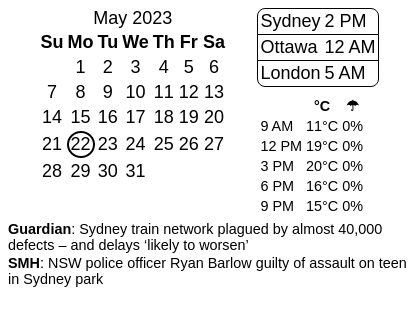 May 2023
Su Mo Tu We Th Fr Sa
1 2 3 4 5 6
7 8 9 10 11 12 13
14 15 16 17 18 19 20
21 22 23 24 25 26 27
28 29 30 31
Sydney 2 PM
Ottawa 12 AM
London 5 AM
°C ☂
9 AM 11°C 0%
12 PM 19°C 0%
3 PM 20°C 0%
6 PM 16°C 0%
9 PM 15°C 0%
Guardian: Sydney train network plagued by almost 40,000
defects – and delays ‘likely to worsen’
SMH: NSW police officer Ryan Barlow guilty of assault on teen
in Sydney park